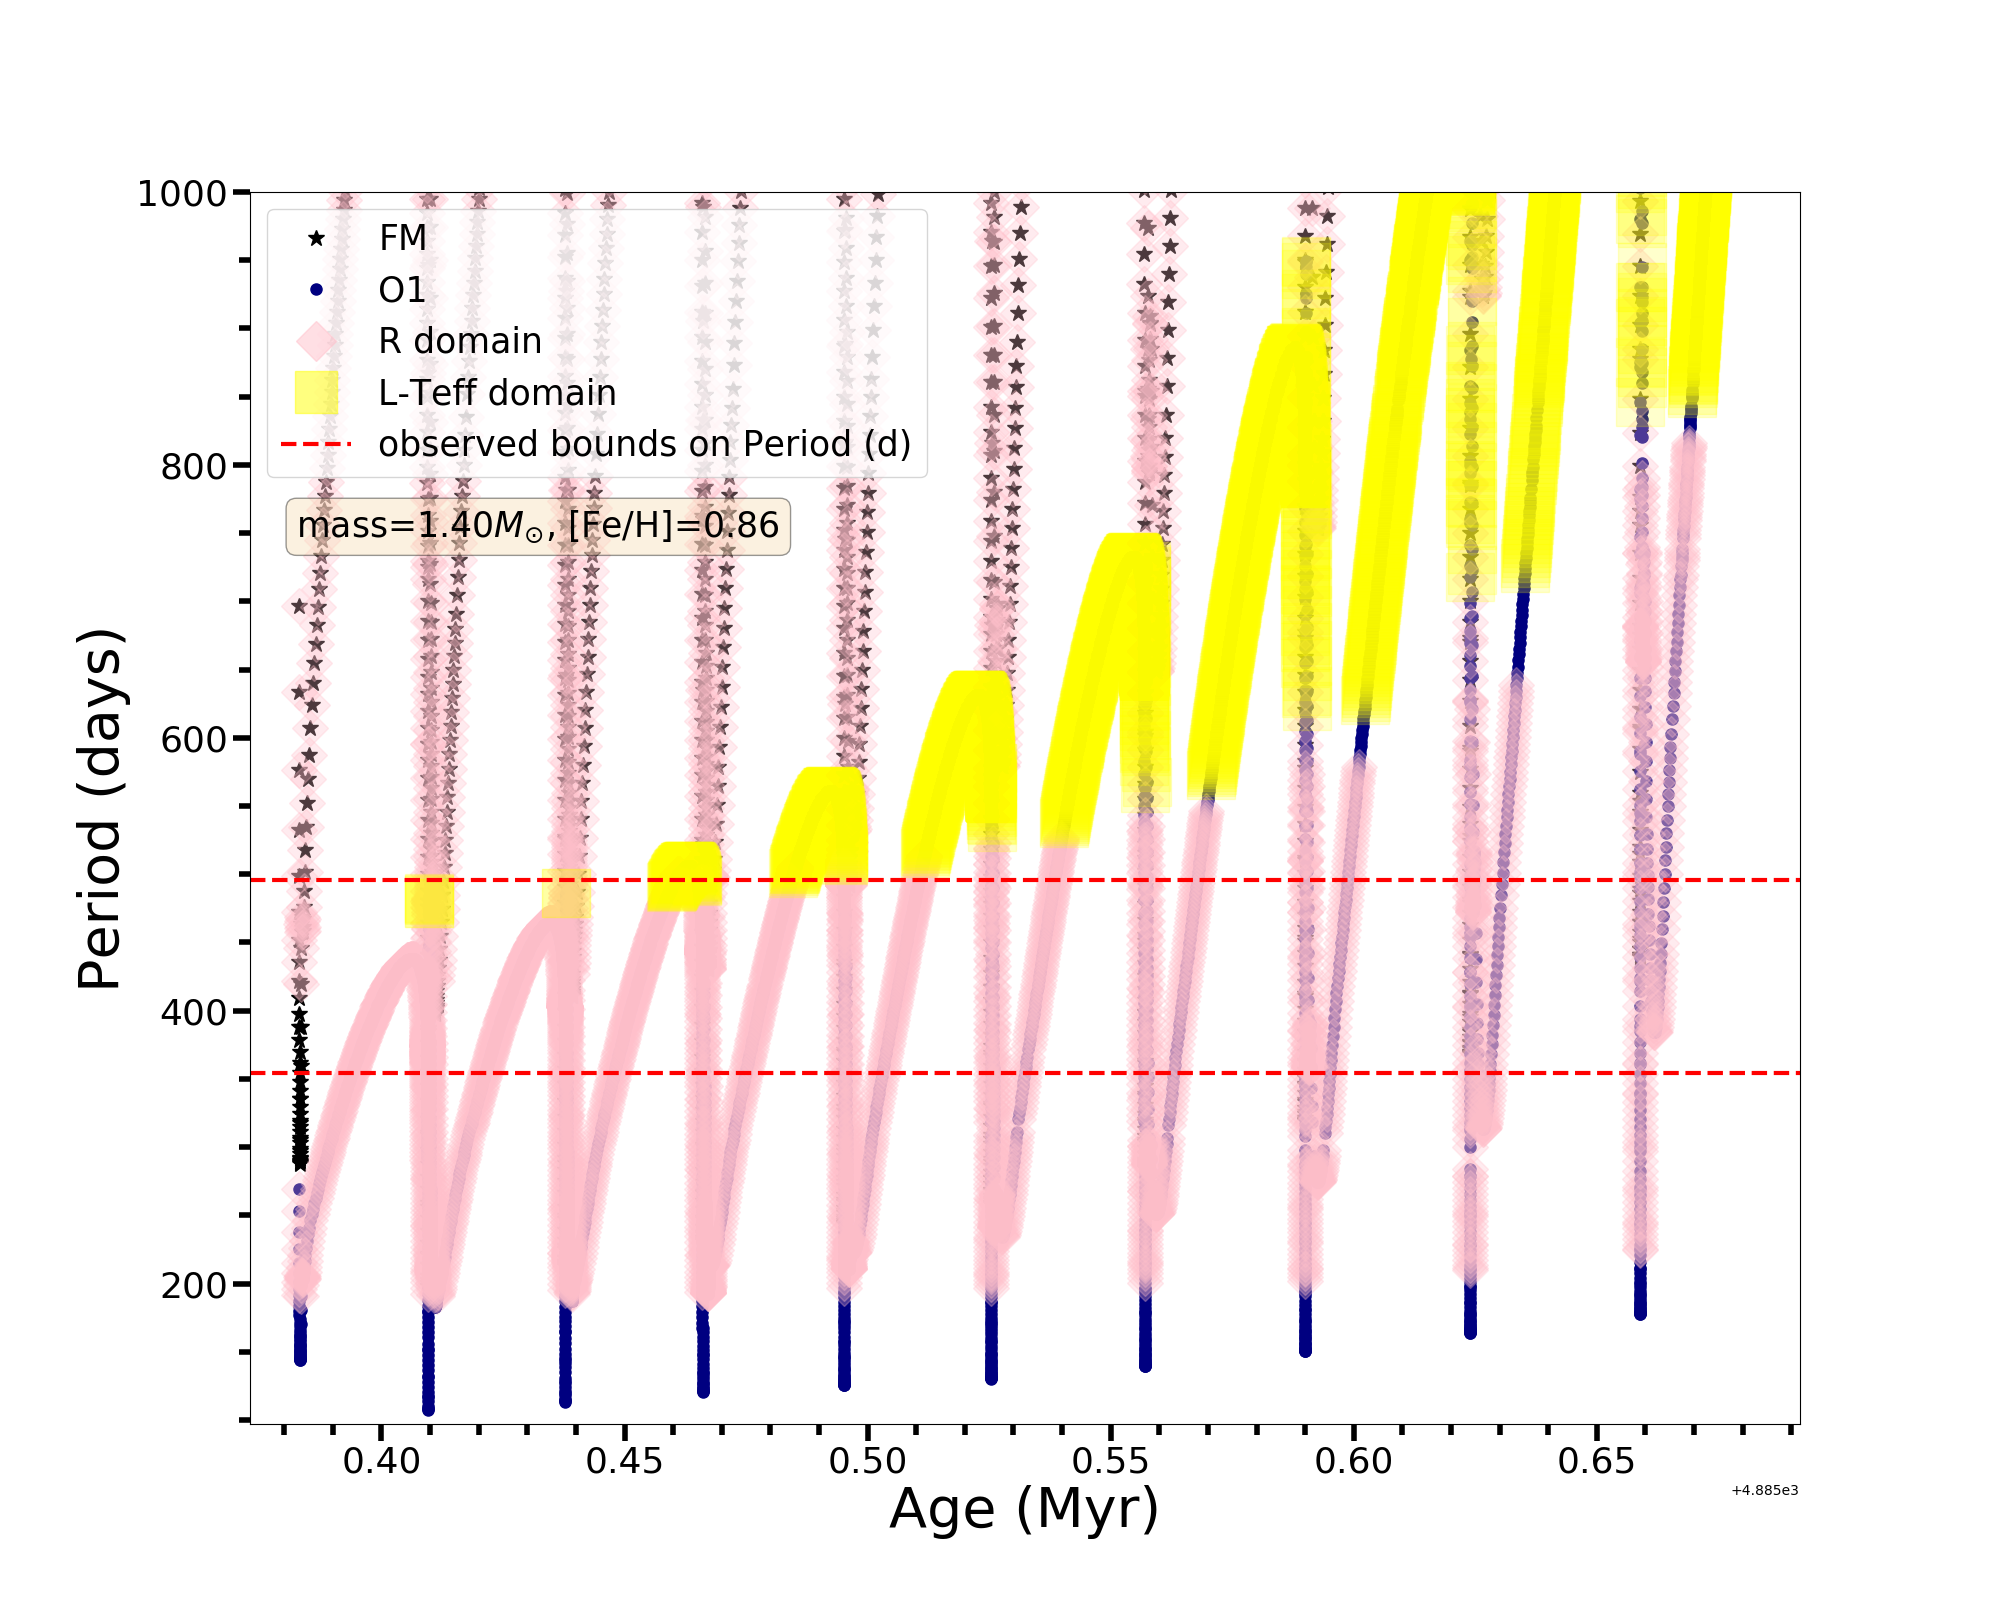 1000
800
600
400
200
Period (days)
FM
O1
R domain
L-Teff domain
observed bounds on Period (d)
mass=1.40M⊙, [Fe/H]=0.86
0.40 0.45 0.50 0.55 0.60 0.65
+4.885e3
Age (Myr)